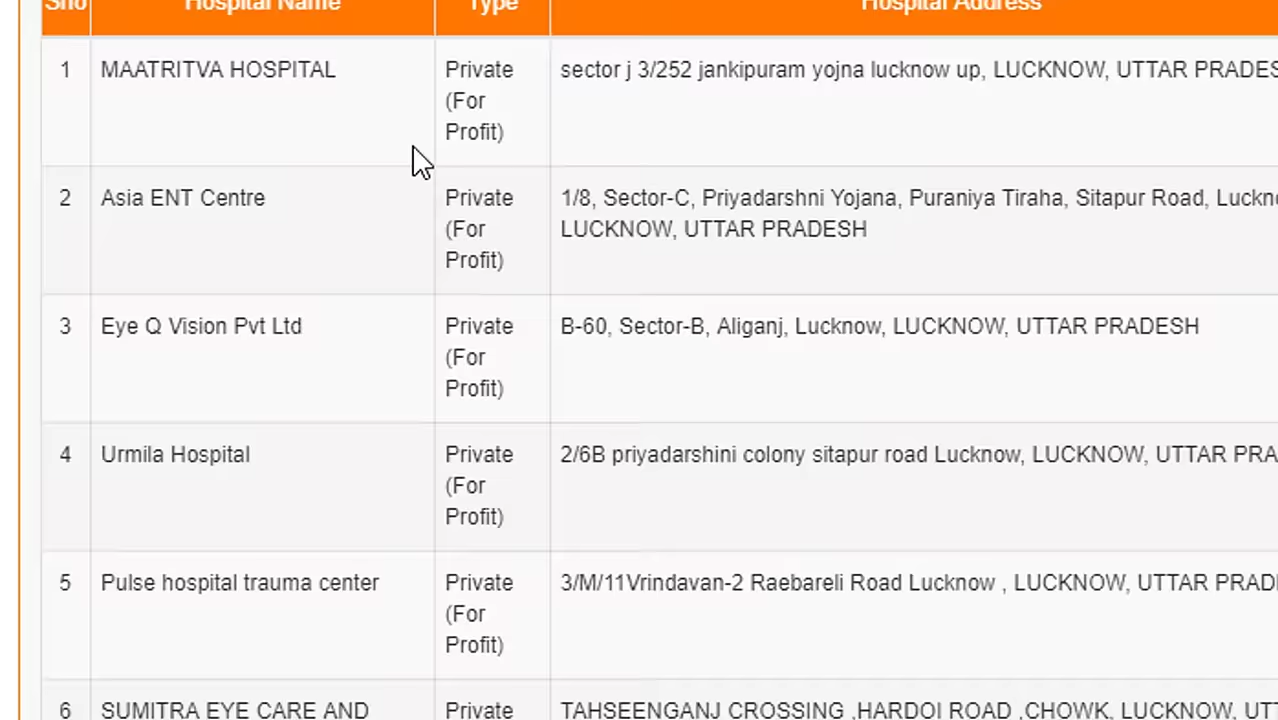 Sno Hospital Name Type Hospital Address
1 MAATRITVA HOSPITAL Private sector j 3/252 jankipuram yojna lucknow up, LUCKNOW, UTTAR
(For
Profit)
2 Asia ENT Centre Private 1/8, Sector-C, Priyadarshni Yojana, Puraniya Tiraha, Sitapur Road,
(For LUCKNOW, UTTAR PRADESH
Profit)
3 Eye Q Vision Pvt Ltd Private B-60, Sector-B, Aliganj, Lucknow, LUCKNOW, UTTAR PRADESH
(For
Profit)
4 Urmila Hospital Private 2/6B priyadarshini colony sitapur road Lucknow, LUCKNOW, UTTAR
(For
Profit)
5 Pulse hospital trauma center Private 3/M/11Vrindavan-2 Raebareli Road Lucknow , LUCKNOW, UTTAR
(For
Profit)
6 SUMITRA EYE CARE AND Private TAHSEENGANJ CROSSING ,HARDOI ROAD ,CHOWK, LUCKNOW,